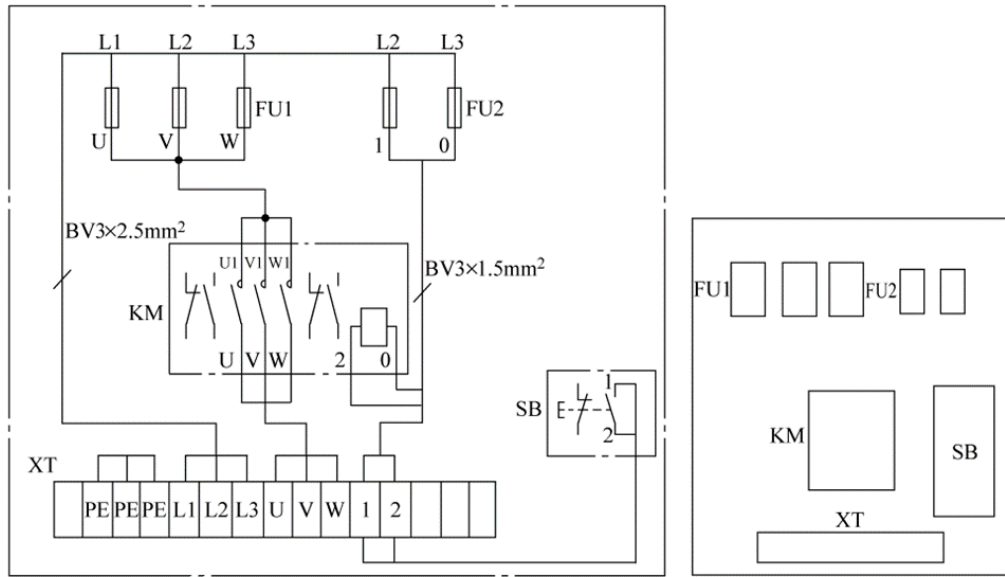 L1 L2 L3 L2 L3
FU1 FU2
U V W 1 0
BV3×2.5mm²
BV3×1.5mm²
U1 V1 W1
KM
U V W 2 0
SB
1
2
XT
PE PE PE L1 L2 L3 U V W 1 2
FU1 FU2
KM
SB
XT